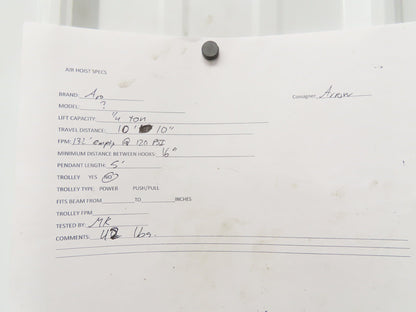 AIR HOIST SPECS
BRAND: Aro Consigner Arrow
MODEL: ?
LIFT CAPACITY: 1/4 ton
TRAVEL DISTANCE: 10' 10"
FPM: 132' empty @ 120 PSI
MINIMUM DISTANCE BETWEEN HOOKS: 16"
PENDANT LENGTH: 5'
TROLLEY YES NO
TROLLEY TYPE: POWER PUSH/PULL
FITS BEAM FROM TO INCHES
TROLLEY FPM
TESTED BY: MK
COMMENTS: 42 lbs.